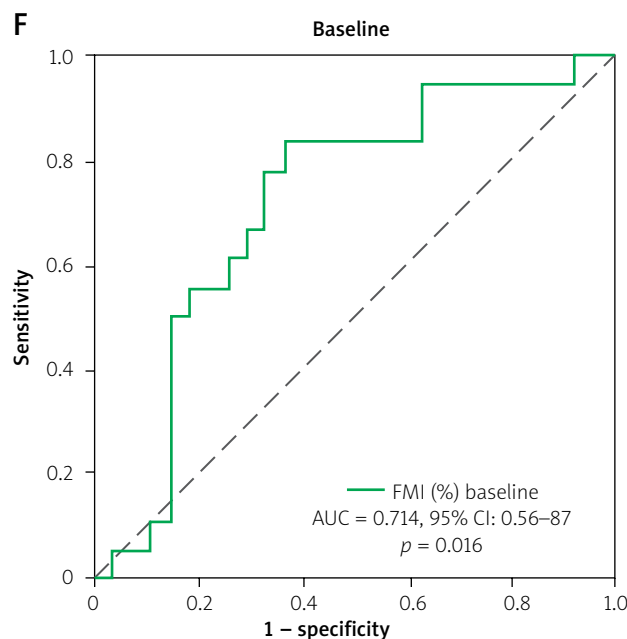 F
Baseline
1.0
0.8
0.6
0.4
0.2
0
Sensitivity
FMI (%) baseline
AUC = 0.714, 95% CI: 0.56–87
p = 0.016
0 0.2 0.4 0.6 0.8 1.0
1 – specificity